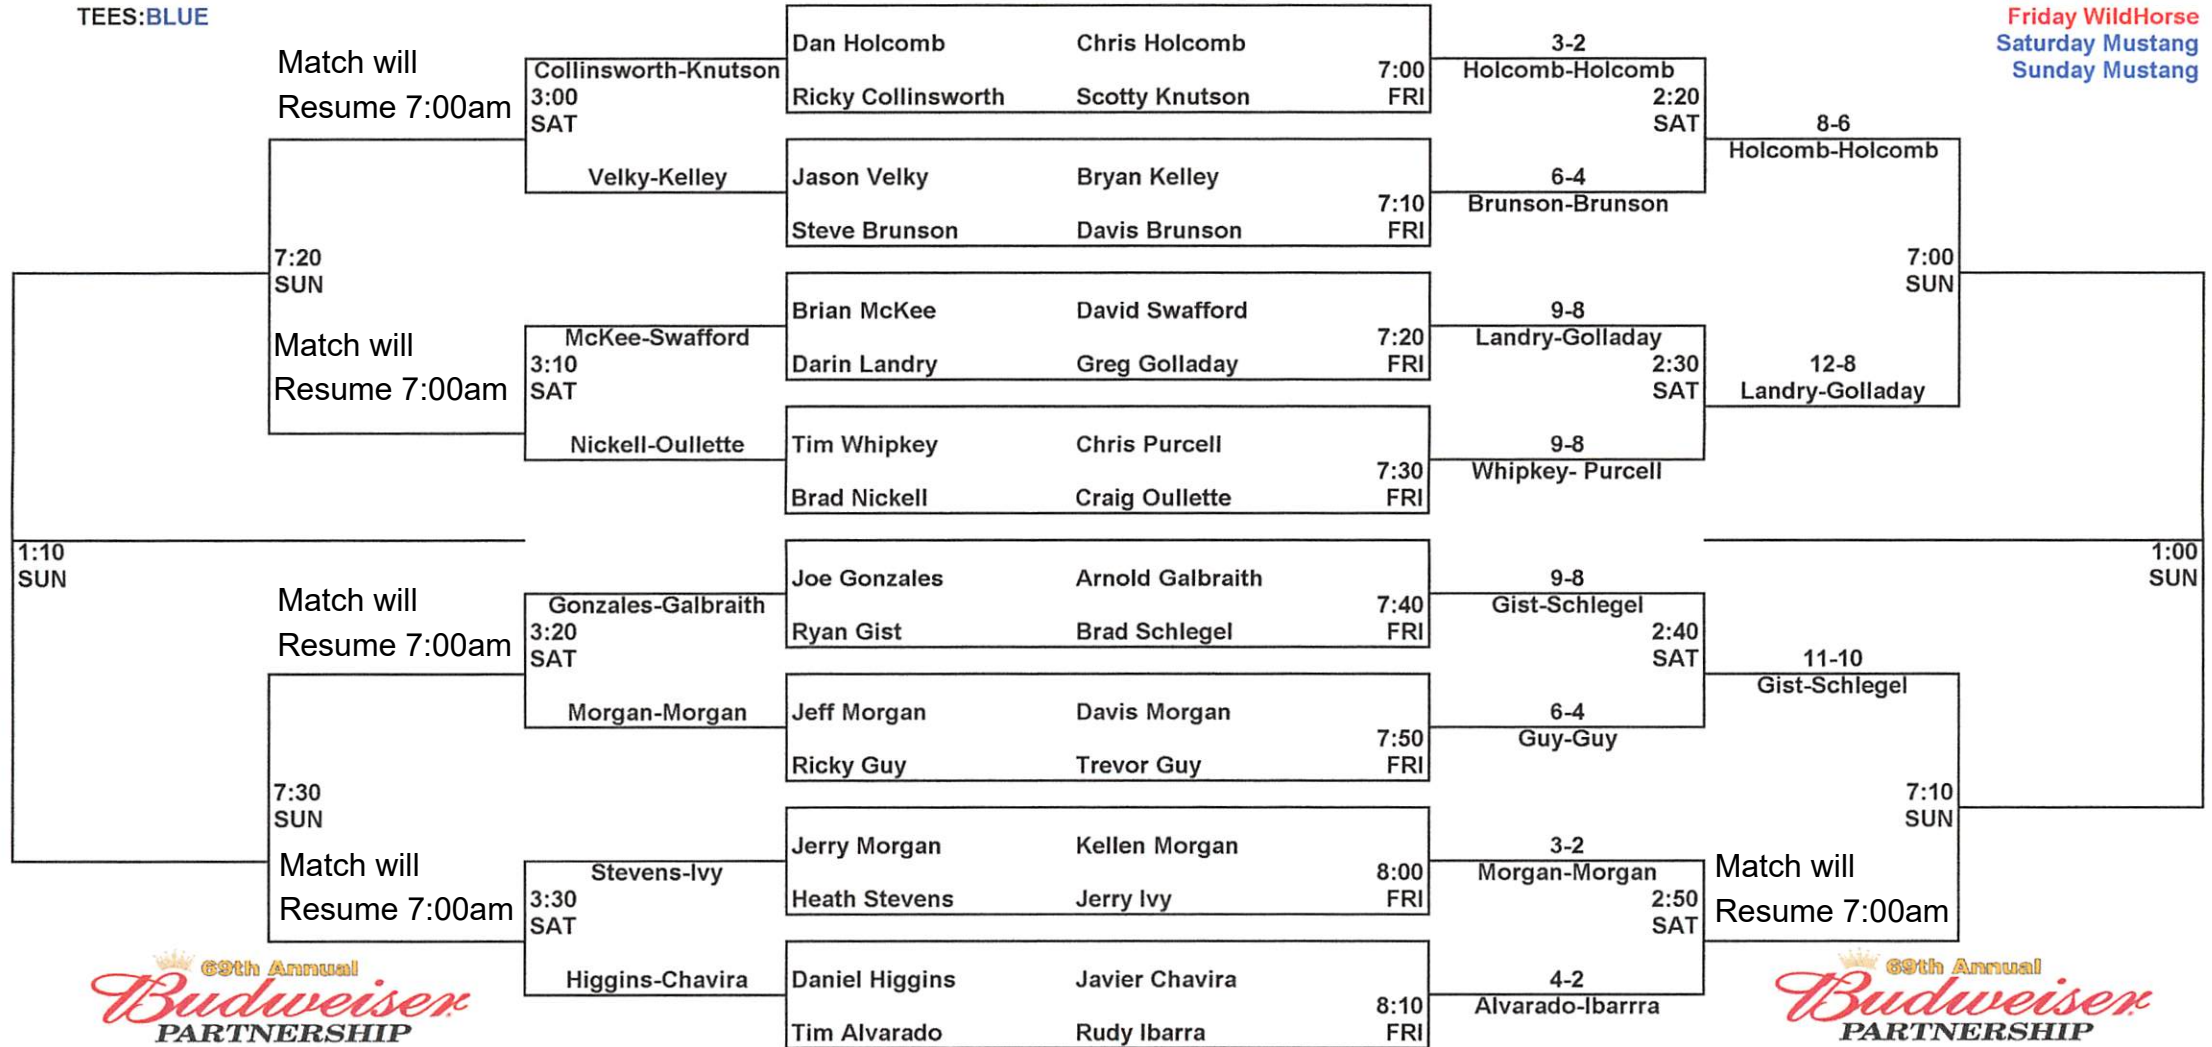 TEES:BLUE
Friday WildHorse
Saturday Mustang
Sunday Mustang
Match will
Resume 7:00am
Collinsworth-Knutson
3:00
SAT
Velky-Kelley
7:20
SUN
Match will
Resume 7:00am
McKee-Swafford
3:10
SAT
Nickell-Oullette
1:10
SUN
Match will
Resume 7:00am
Gonzales-Galbraith
3:20
SAT
Morgan-Morgan
7:30
SUN
Match will
Resume 7:00am
Stevens-Ivy
3:30
SAT
Higgins-Chavira
Dan Holcomb Chris Holcomb
7:00
Ricky Collinsworth Scotty Knutson FRI
Jason Velky Bryan Kelley
7:10
Steve Brunson Davis Brunson FRI
Brian McKee David Swafford
7:20
Darin Landry Greg Golladay FRI
Tim Whipkey Chris Purcell
7:30
Brad Nickell Craig Oullette FRI
Joe Gonzales Arnold Galbraith
7:40
Ryan Gist Brad Schlegel FRI
Jeff Morgan Davis Morgan
7:50
Ricky Guy Trevor Guy FRI
Jerry Morgan Kellen Morgan
8:00
Heath Stevens Jerry Ivy FRI
Daniel Higgins Javier Chavira
8:10
Tim Alvarado Rudy Ibarra FRI
3-2
Holcomb-Holcomb
2:20
SAT
6-4
Brunson-Brunson
8-6
Holcomb-Holcomb
7:00
SUN
9-8
Landry-Golladay
2:30
SAT
9-8
Whipkey- Purcell
12-8
Landry-Golladay
1:00
SUN
9-8
Gist-Schlegel
2:40
SAT
6-4
Guy-Guy
11-10
Gist-Schlegel
7:10
SUN
3-2
Morgan-Morgan
2:50
SAT
4-2
Alvarado-Ibarrra
Match will
Resume 7:00am
69th Annual
Budweiser
PARTNERSHIP
69th Annual
Budweiser
PARTNERSHIP